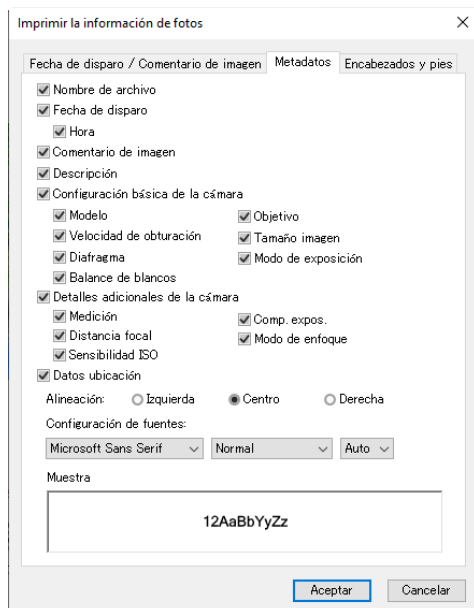 Imprimir la información de fotos
Fecha de disparo / Comentario de imagen Metadatos Encabezados y pies
Nombre de archivo
Fecha de disparo
Hora
Comentario de imagen
Descripción
Configuración básica de la cámara
Modelo Objetivo
Velocidad de obturación Tamaño imagen
Diafragma Modo de exposición
Balance de blancos
Detalles adicionales de la cámara
Medición Comp. expos.
Distancia focal Modo de enfoque
Sensibilidad ISO
Datos ubicación
Alineación: Izquierda Centro Derecha
Configuración de fuentes:
Microsoft Sans Serif Normal Auto
Muestra
12AaBbYyZz
Aceptar Cancelar